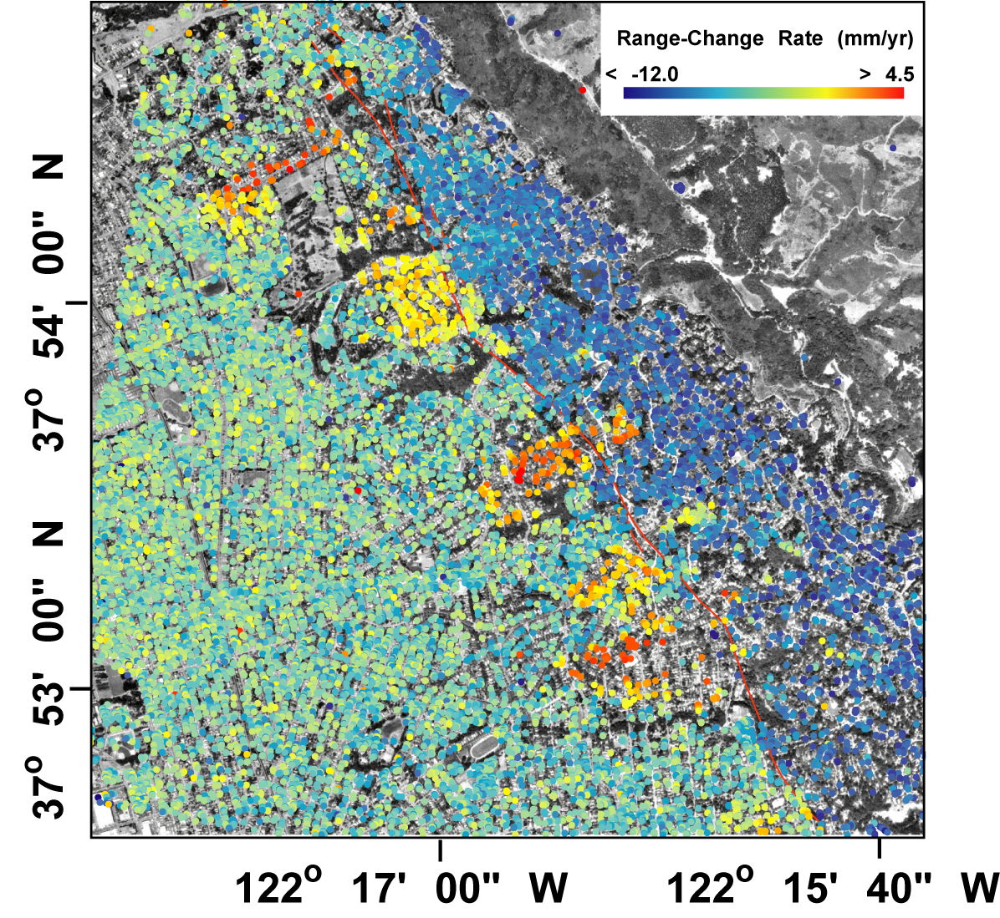 Range-Change Rate (mm/yr)
< -12.0 > 4.5
37° 54' 00" N
37° 53' 00" N
122° 17' 00" W 122° 15' 40" W